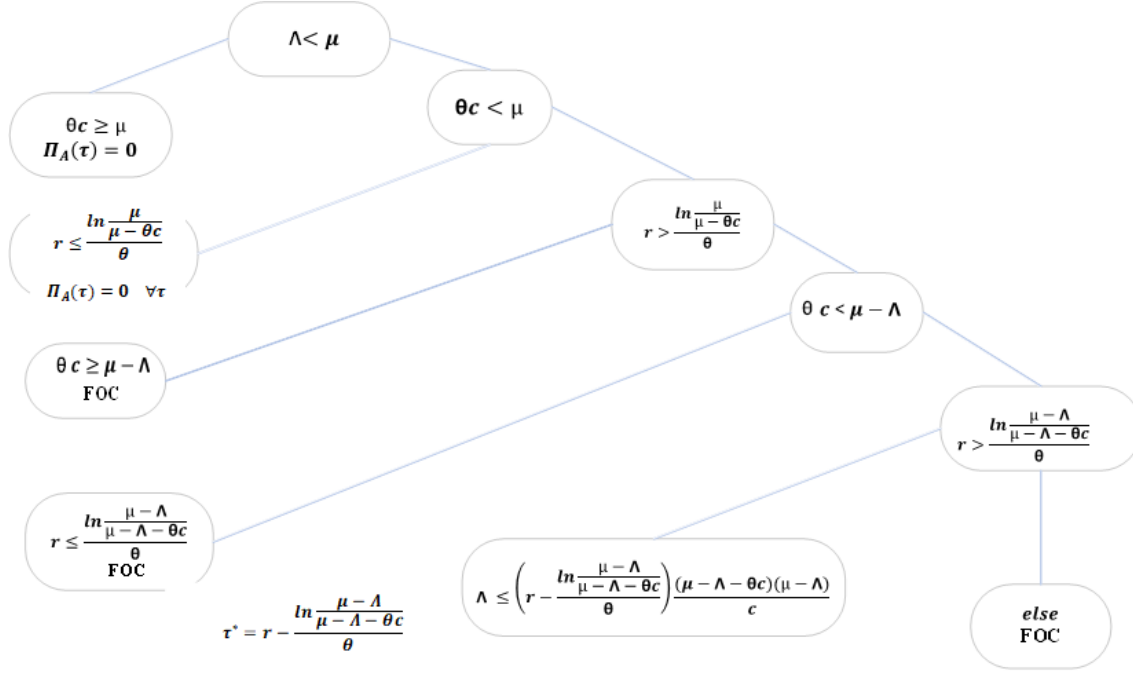 Λ< μ
θc < μ
θc ≥ μ
Π_A(τ) = 0
r > ln μ/(μ − θc) / θ
r ≤ ln μ/(μ − θc) / θ
Π_A(τ) = 0 ∀τ
θ c < μ − Λ
θ c ≥ μ − Λ
FOC
r > ln (μ − Λ)/(μ − Λ − θc) / θ
r ≤ ln (μ − Λ)/(μ − Λ − θc) / θ
FOC
Λ ≤ (r − ln (μ − Λ)/(μ − Λ − θc) / θ) (μ − Λ − θc)(μ − Λ) / c
else
FOC
τ* = r − ln (μ − Λ)/(μ − Λ − θc) / θ